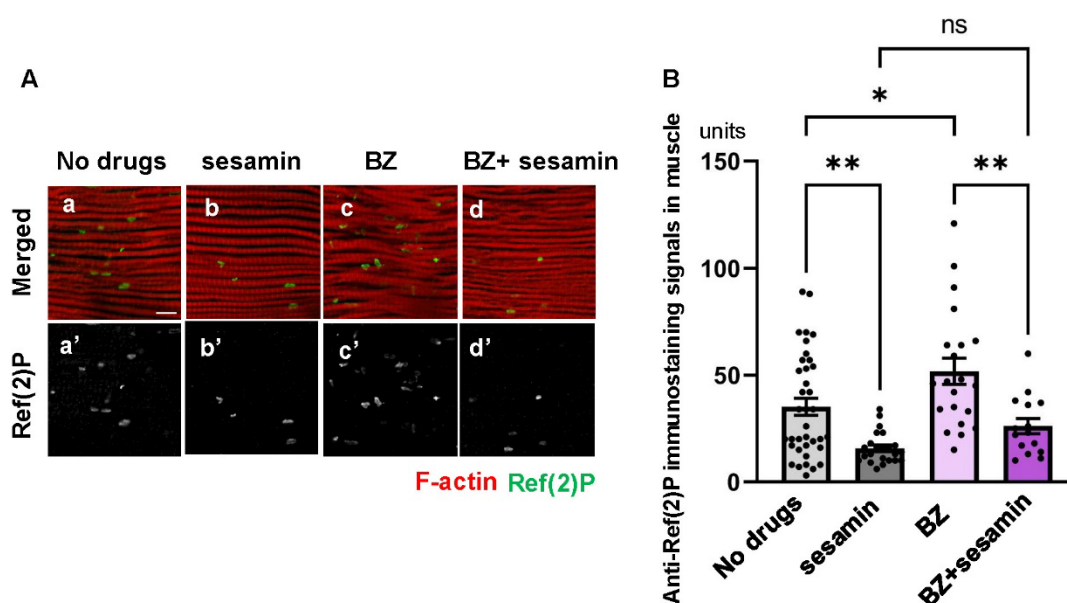 A
No drugs sesamin BZ BZ+ sesamin
Merged
a b c d
Ref(2)P
a' b' c' d'
F-actin Ref(2)P
B
ns
*
** **
units
Anti-Ref(2)P immunostaining signals in muscle
150
100
50
0
No drugs
sesamin
BZ
BZ+sesamin